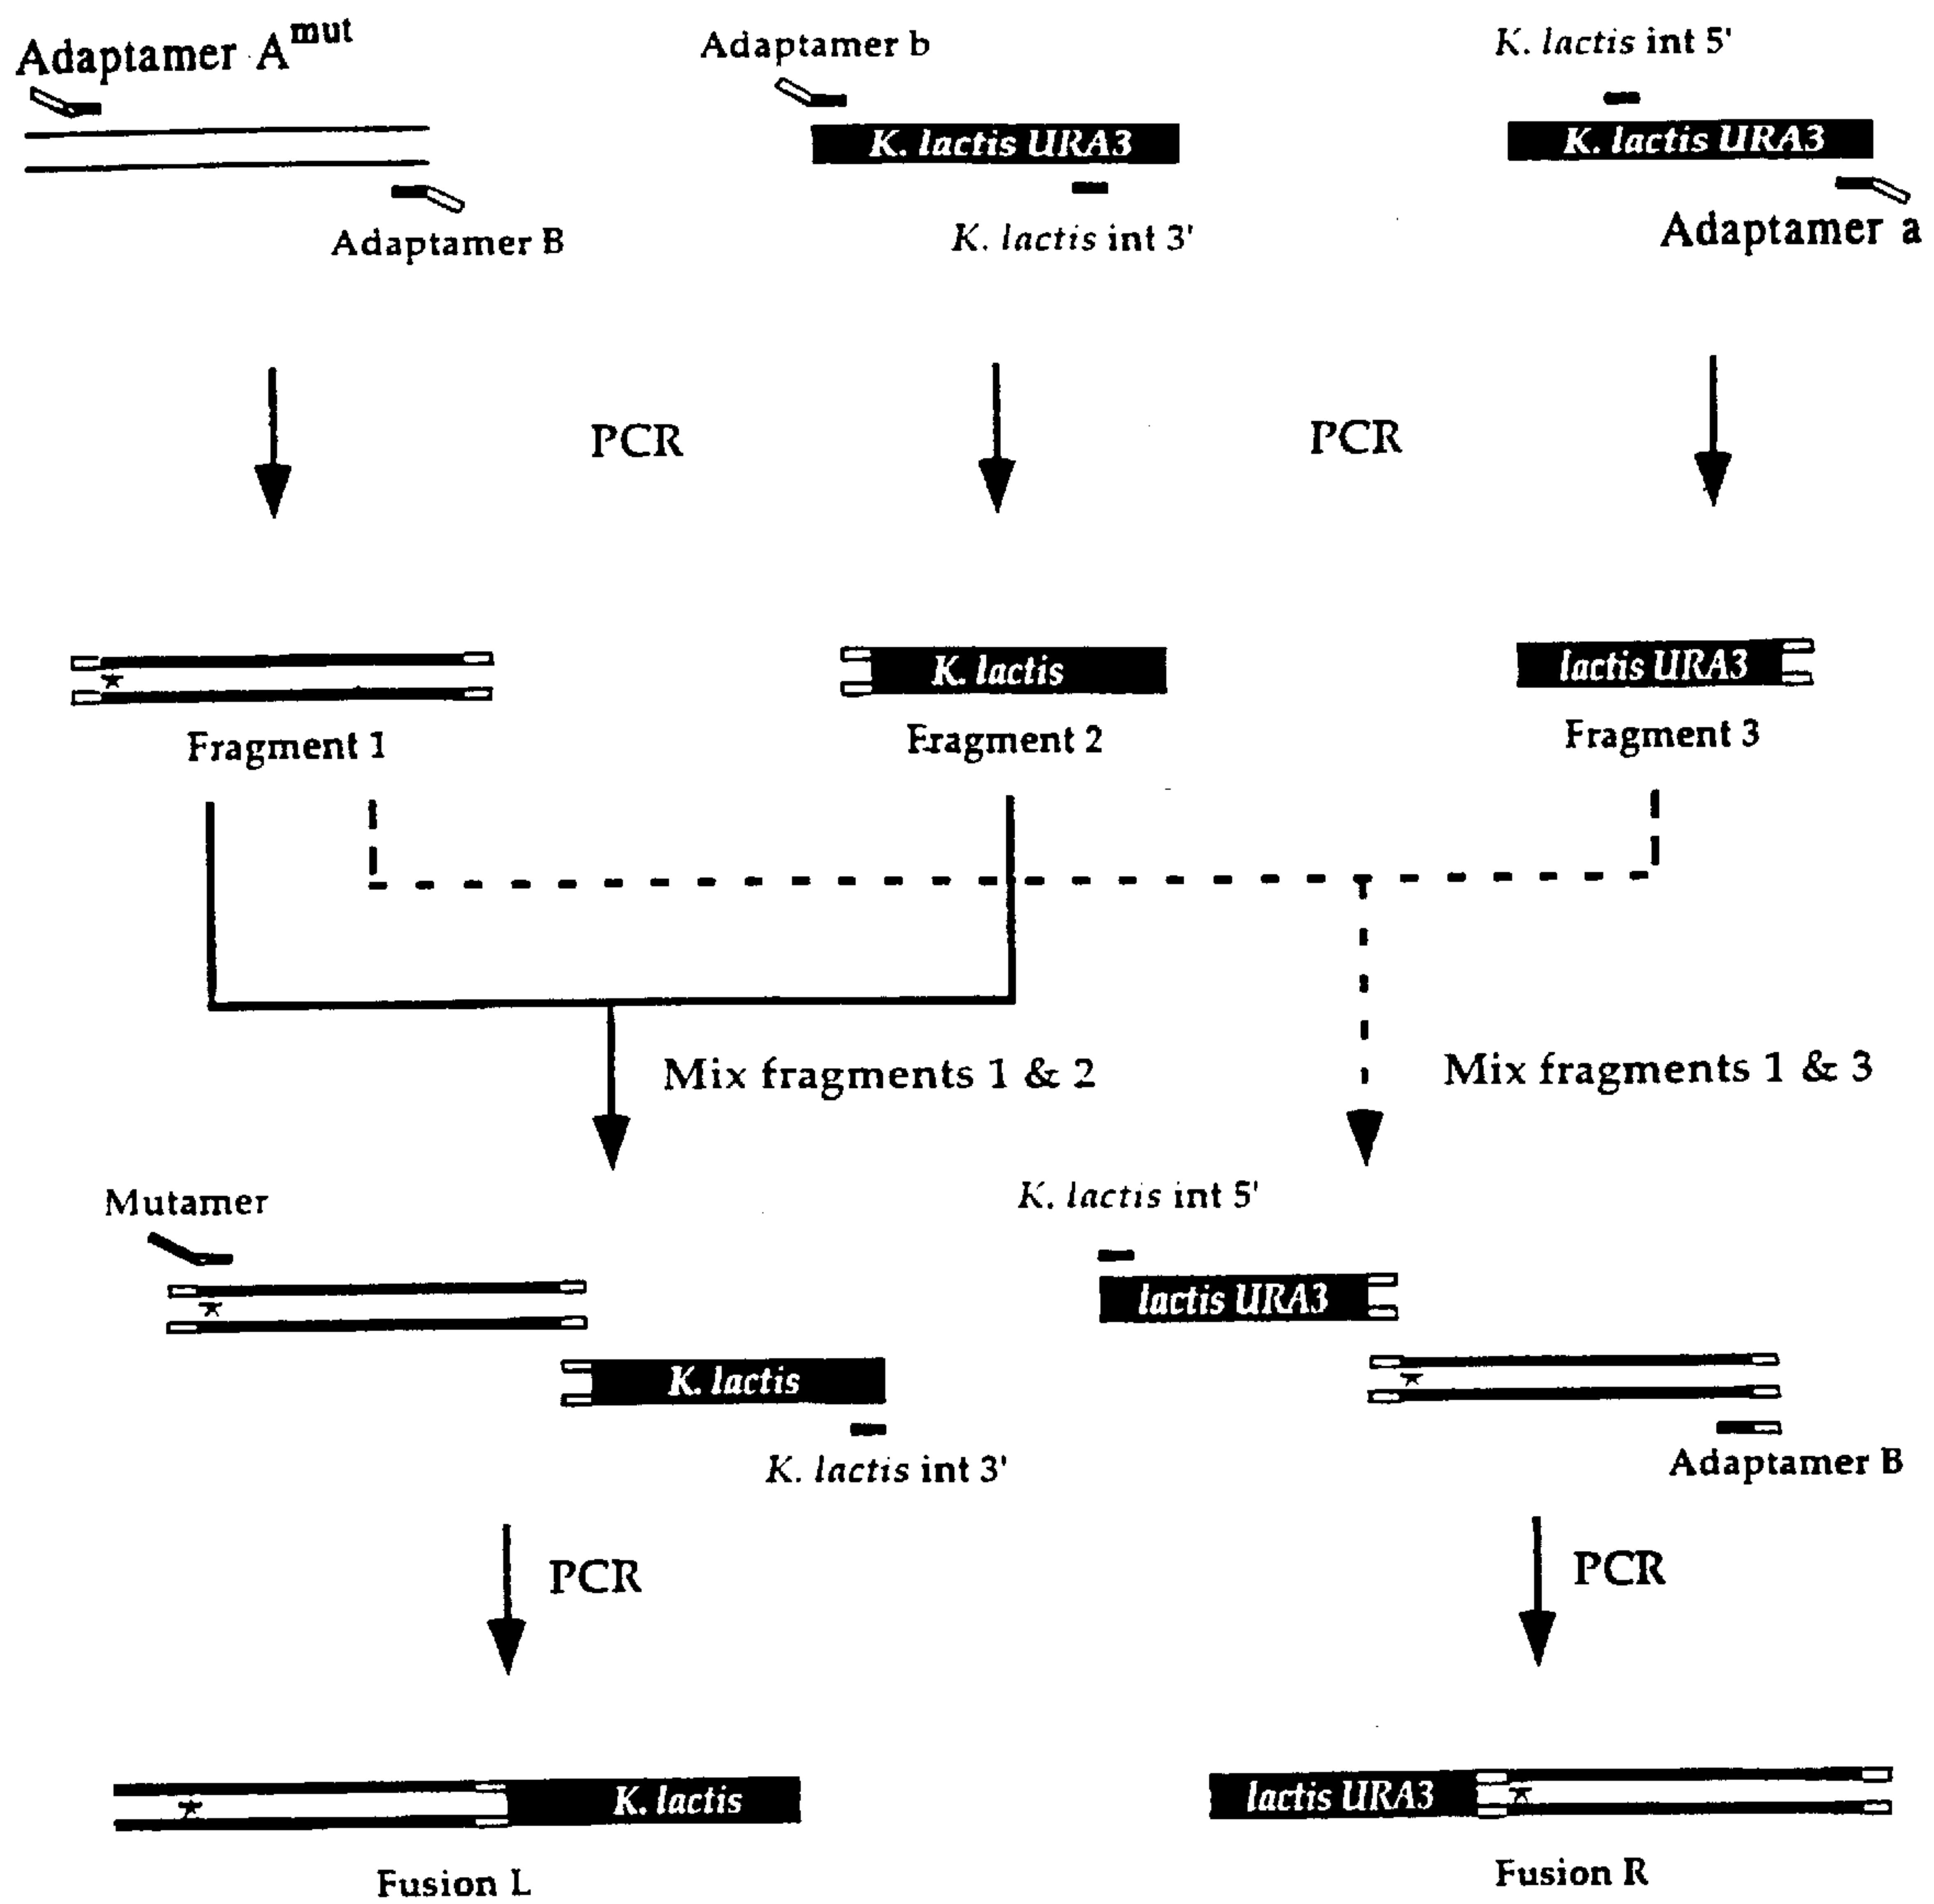 Adaptamer A^mut
Adaptamer b
K. lactis int 5'
K. lactis URA3
K. lactis URA3
Adaptamer B
K. lactis int 3'
Adaptamer a
PCR
PCR
K. lactis
lactis URA3
Fragment 1
Fragment 2
Fragment 3
Mix fragments 1 & 2
Mix fragments 1 & 3
Mutamer
K. lactis int 5'
lactis URA3
K. lactis
K. lactis int 3'
Adaptamer B
PCR
PCR
K. lactis
lactis URA3
Fusion L
Fusion R